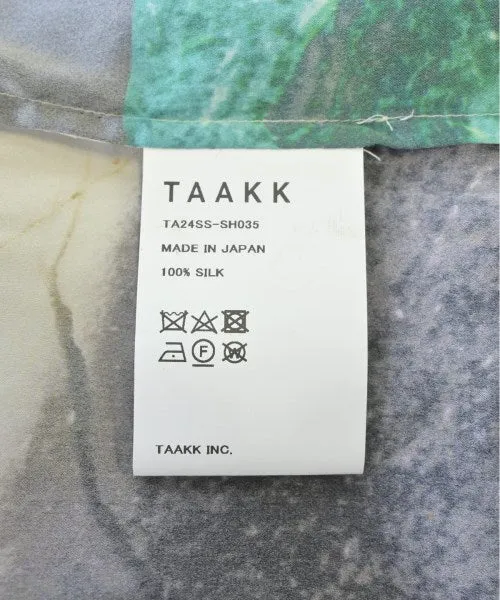 TAAKK
TA24SS-SH035
MADE IN JAPAN
100% SILK
F W
TAAKK INC.